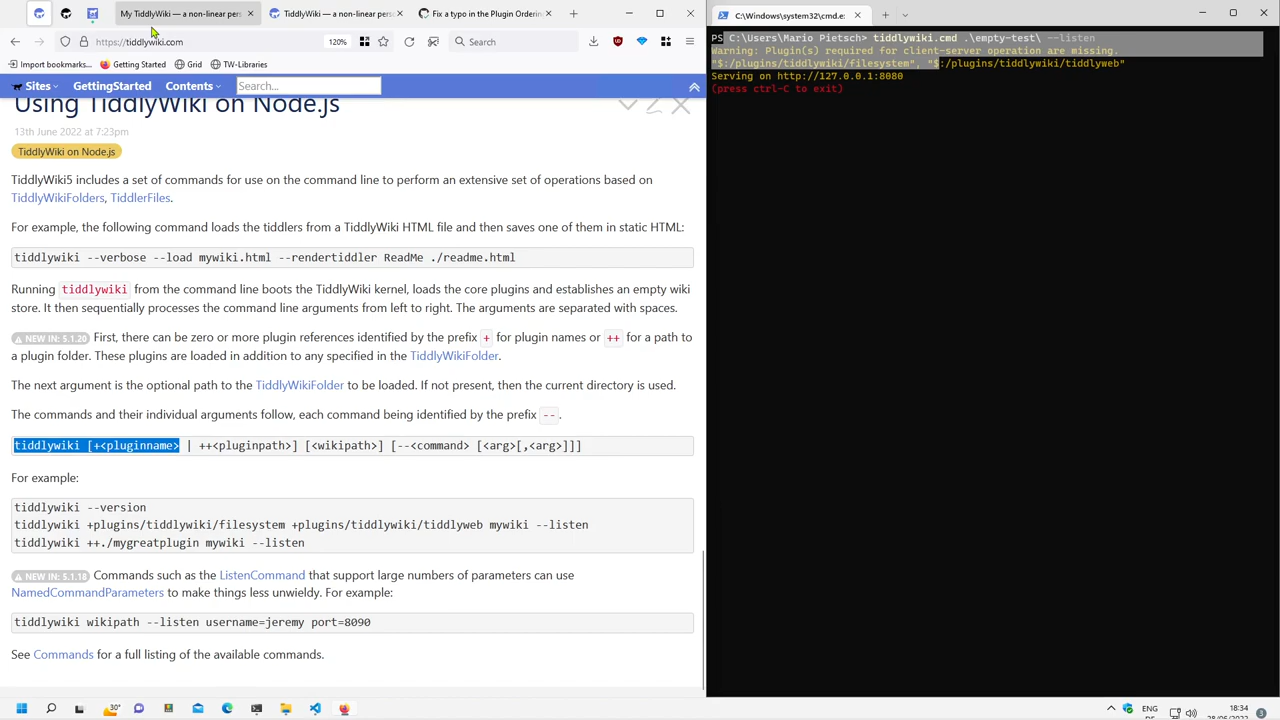 My TiddlyWiki — a non-linear pers
TiddlyWiki — a non-linear perso
Fix a typo in the Plugin Ordering
https://tiddlywiki.com
120%
Search
Import bookmarks...
Getting Started
Grid
TW-Libraries
Sites
GettingStarted
Contents
Search...
Using TiddlyWiki on Node.js
13th June 2022 at 7:23pm
TiddlyWiki on Node.js
TiddlyWiki5 includes a set of commands for use on the command line to perform an extensive set of operations based on
TiddlyWikiFolders, TiddlerFiles.
For example, the following command loads the tiddlers from a TiddlyWiki HTML file and then saves one of them in static HTML:
tiddlywiki --verbose --load mywiki.html --rendertiddler ReadMe ./readme.html
Running tiddlywiki from the command line boots the TiddlyWiki kernel, loads the core plugins and establishes an empty wiki
store. It then sequentially processes the command line arguments from left to right. The arguments are separated with spaces.
NEW IN: 5.1.20 First, there can be zero or more plugin references identified by the prefix + for plugin names or ++ for a path to
a plugin folder. These plugins are loaded in addition to any specified in the TiddlyWikiFolder.
The next argument is the optional path to the TiddlyWikiFolder to be loaded. If not present, then the current directory is used.
The commands and their individual arguments follow, each command being identified by the prefix --.
tiddlywiki [+<pluginname> | ++<pluginpath>] [<wikipath>] [--<command> [<arg>[,<arg>]]]
For example:
tiddlywiki --version
tiddlywiki +plugins/tiddlywiki/filesystem +plugins/tiddlywiki/tiddlyweb mywiki --listen
tiddlywiki ++./mygreatplugin mywiki --listen
NEW IN: 5.1.18 Commands such as the ListenCommand that support large numbers of parameters can use
NamedCommandParameters to make things less unwieldy. For example:
tiddlywiki wikipath --listen username=jeremy port=8090
See Commands for a full listing of the available commands.
C:\Windows\system32\cmd.e:
PS C:\Users\Mario Pietsch> tiddlywiki.cmd .\empty-test\ --listen
Warning: Plugin(s) required for client-server operation are missing.
"$:/plugins/tiddlywiki/filesystem", "$:/plugins/tiddlywiki/tiddlyweb"
Serving on http://127.0.0.1:8080
(press ctrl-C to exit)
30°
ENG
18:34